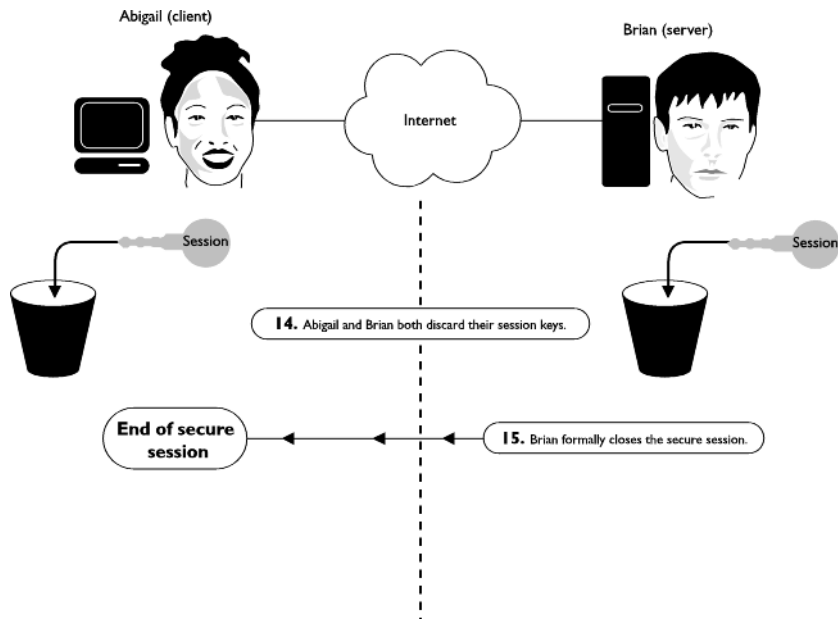 Abigail (client)
Brian (server)
Internet
Session
Session
14. Abigail and Brian both discard their session keys.
End of secure
session
15. Brian formally closes the secure session.